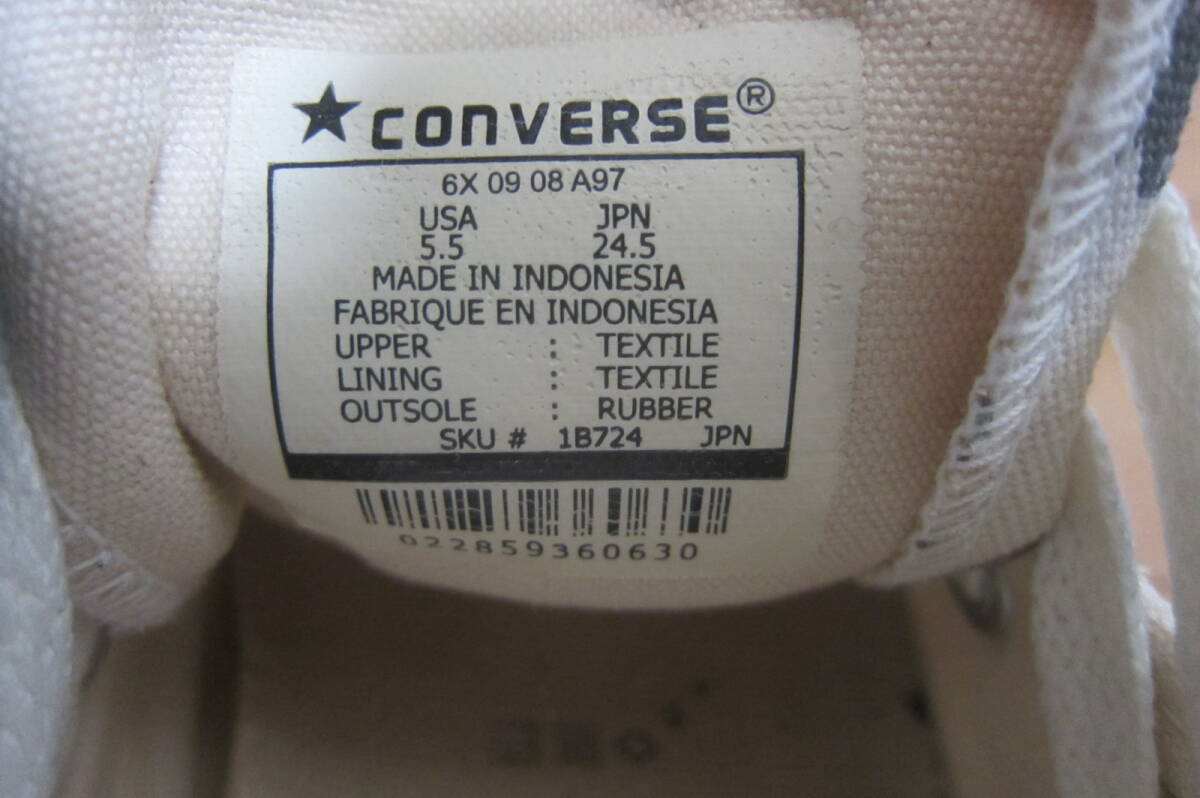 ★CONVERSE®
6X 09 08 A97
USA JPN
5.5 24.5
MADE IN INDONESIA
FABRIQUE EN INDONESIA
UPPER : TEXTILE
LINING : TEXTILE
OUTSOLE : RUBBER
SKU # 1B724 JPN
022859360630